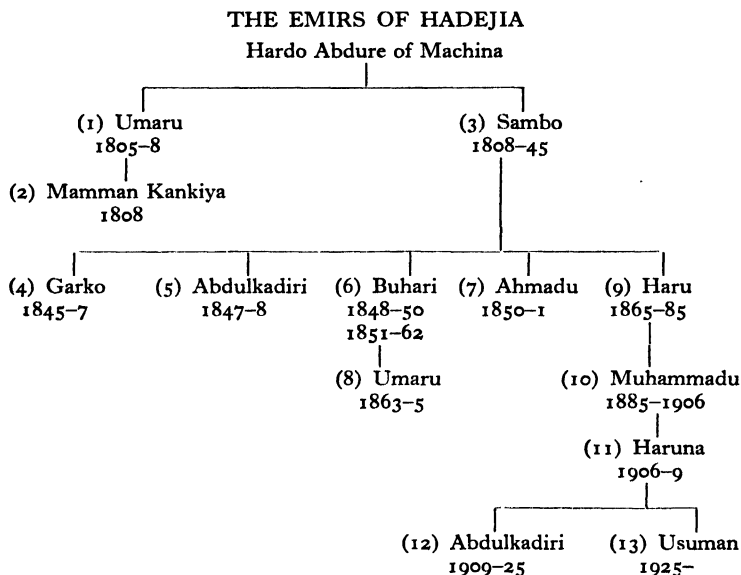 THE EMIRS OF HADEJIA
Hardo Abdure of Machina
(1) Umaru
1805–8
(3) Sambo
1808–45
(2) Mamman Kankiya
1808
(4) Garko
1845–7
(5) Abdulkadiri
1847–8
(6) Buhari
1848–50
1851–62
(7) Ahmadu
1850–1
(9) Haru
1865–85
(8) Umaru
1863–5
(10) Muhammadu
1885–1906
(11) Haruna
1906–9
(12) Abdulkadiri
1909–25
(13) Usuman
1925–